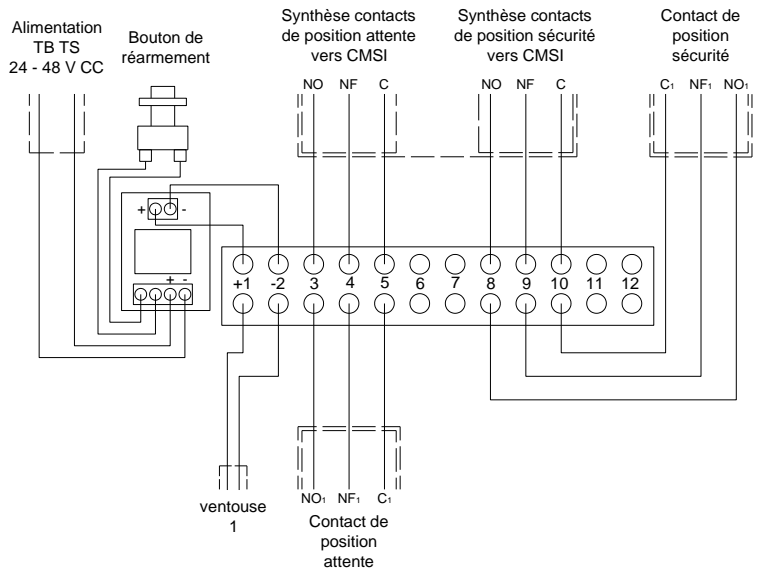 Alimentation
TB TS
24 - 48 V CC
Bouton de
réarmement
Synthèse contacts
de position attente
vers CMSI
Synthèse contacts
de position sécurité
vers CMSI
Contact de
position
sécurité
NO NF C
NO NF C
C1 NF1 NO1
+ -
+ -
+1 -2 3 4 5 6 7 8 9 10 11 12
ventouse
1
NO1 NF1 C1
Contact de
position
attente